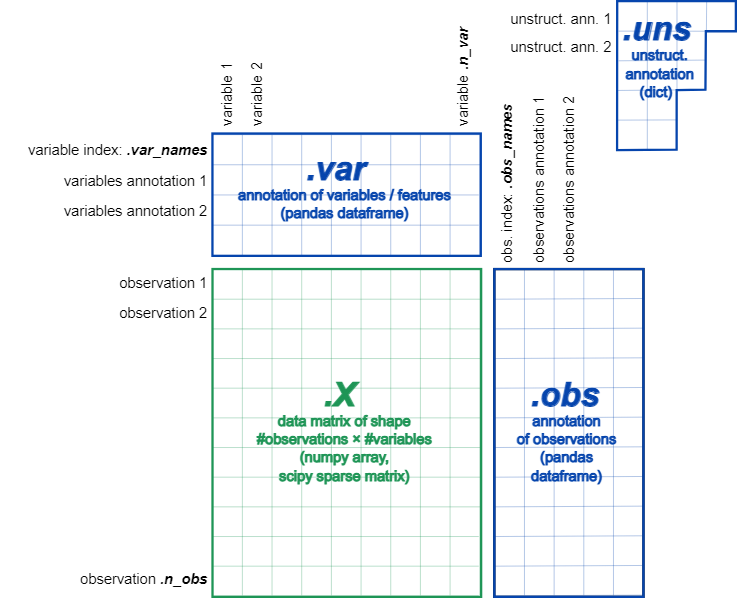 unstruct. ann. 1
unstruct. ann. 2
.uns
unstruct.
annotation
(dict)
variable 1
variable 2
variable .n_var
variable index: .var_names
variables annotation 1
variables annotation 2
.var
annotation of variables / features
(pandas dataframe)
obs. index: .obs_names
observations annotation 1
observations annotation 2
observation 1
observation 2
observation .n_obs
.X
data matrix of shape
#observations × #variables
(numpy array,
scipy sparse matrix)
.obs
annotation
of observations
(pandas
dataframe)